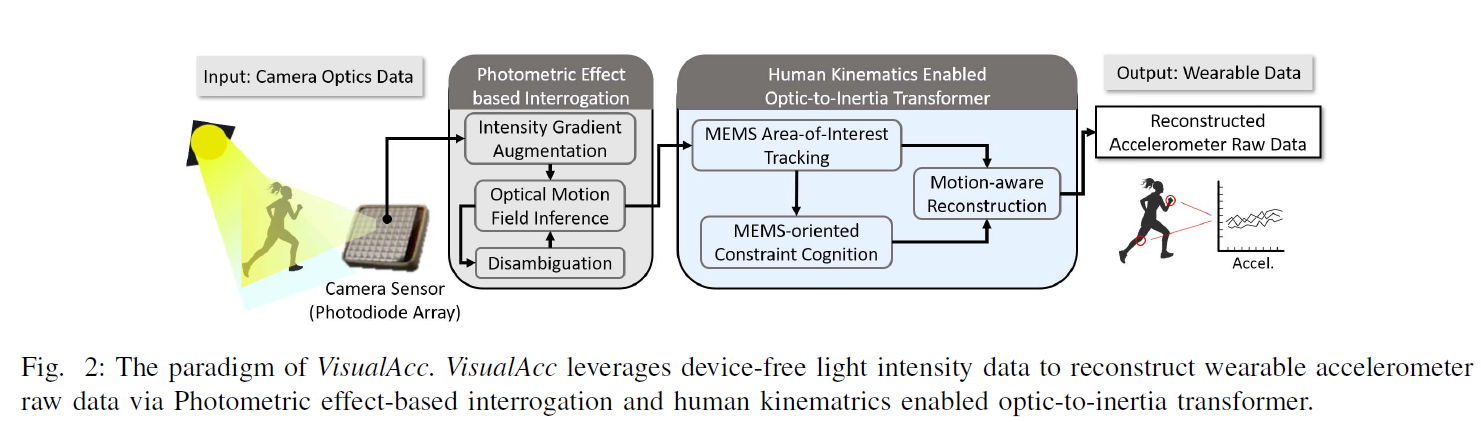 Input: Camera Optics Data
Photometric Effect
based Interrogation
Human Kinematics Enabled
Optic-to-Inertia Transformer
Output: Wearable Data
Intensity Gradient
Augmentation
Optical Motion
Field Inference
Disambiguation
Camera Sensor
(Photodiode Array)
MEMS Area-of-Interest
Tracking
MEMS-oriented
Constraint Cognition
Motion-aware
Reconstruction
Reconstructed
Accelerometer Raw Data
Accel.
Fig. 2: The paradigm of VisualAcc. VisualAcc leverages device-free light intensity data to reconstruct wearable accelerometer
raw data via Photometric effect-based interrogation and human kinematrics enabled optic-to-inertia transformer.